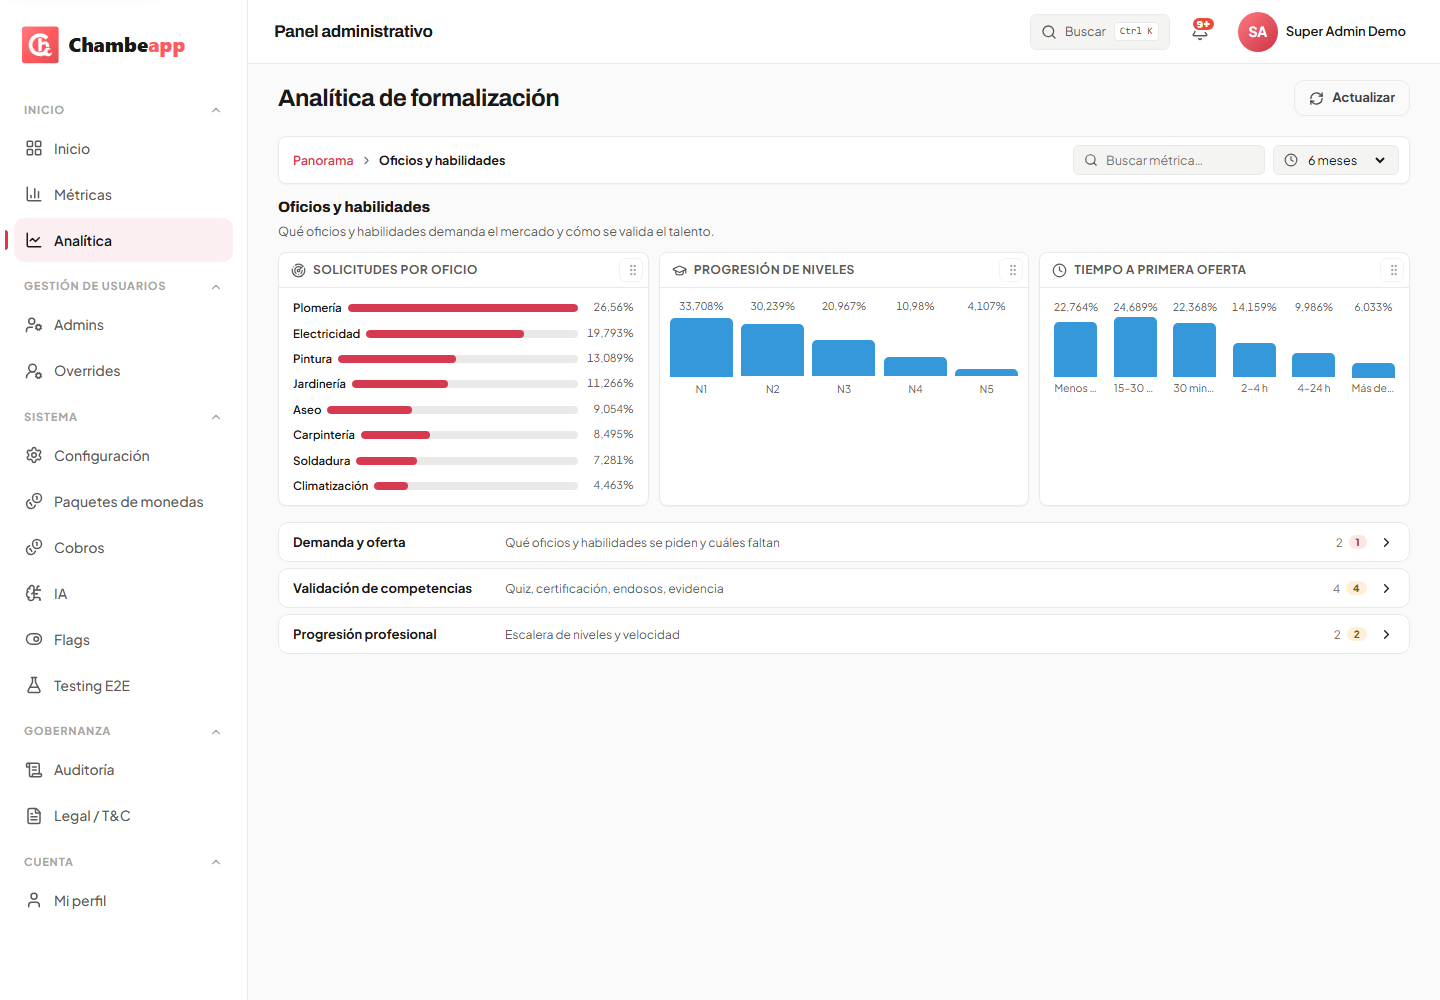 Chambeapp
Panel administrativo
Buscar
Ctrl K
9+
SA
Super Admin Demo
INICIO
Inicio
Métricas
Analítica
GESTIÓN DE USUARIOS
Admins
Overrides
SISTEMA
Configuración
Paquetes de monedas
Cobros
IA
Flags
Testing E2E
GOBERNANZA
Auditoría
Legal / T&C
CUENTA
Mi perfil
Analítica de formalización
Actualizar
Panorama
Oficios y habilidades
Buscar métrica...
6 meses
Oficios y habilidades
Qué oficios y habilidades demanda el mercado y cómo se valida el talento.
SOLICITUDES POR OFICIO
Plomería 26,56%
Electricidad 19,793%
Pintura 13,089%
Jardinería 11,266%
Aseo 9,054%
Carpintería 8,495%
Soldadura 7,281%
Climatización 4,463%
PROGRESIÓN DE NIVELES
33,708% 30,239% 20,967% 10,98% 4,107%
N1 N2 N3 N4 N5
TIEMPO A PRIMERA OFERTA
22,764% 24,689% 22,368% 14,159% 9,986% 6,033%
Menos ... 15–30 ... 30 min... 2–4 h 4–24 h Más de...
Demanda y oferta Qué oficios y habilidades se piden y cuáles faltan 2 1
Validación de competencias Quiz, certificación, endosos, evidencia 4 4
Progresión profesional Escalera de niveles y velocidad 2 2